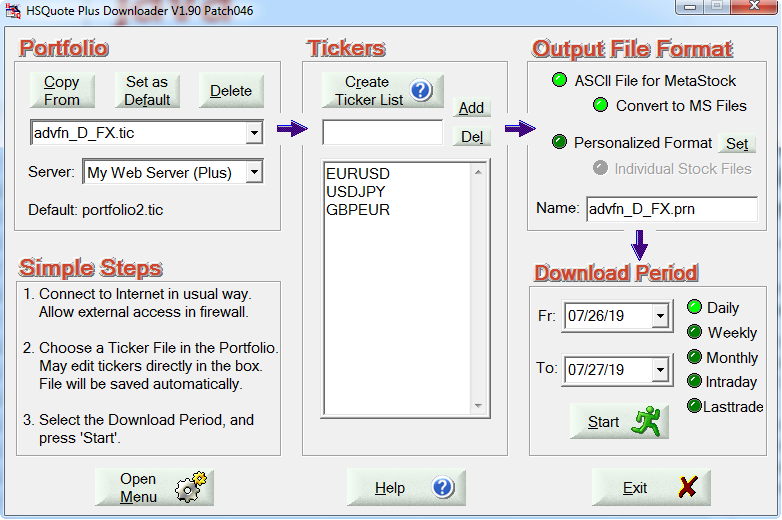 HSQuote Plus Downloader V1.90 Patch046
Portfolio
Copy From
Set as Default
Delete
advfn_D_FX.tic
Server: My Web Server (Plus)
Default: portfolio2.tic
Simple Steps
1. Connect to Internet in usual way.
Allow external access in firewall.
2. Choose a Ticker File in the Portfolio.
May edit tickers directly in the box.
File will be saved automatically.
3. Select the Download Period, and
press 'Start'.
Open Menu
Tickers
Create Ticker List
Add
Del
EURUSD
USDJPY
GBPEUR
Help
Output File Format
ASCII File for MetaStock
Convert to MS Files
Personalized Format Set
Individual Stock Files
Name: advfn_D_FX.prn
Download Period
Fr: 07/26/19
To: 07/27/19
Daily
Weekly
Monthly
Intraday
Lasttrade
Start
Exit